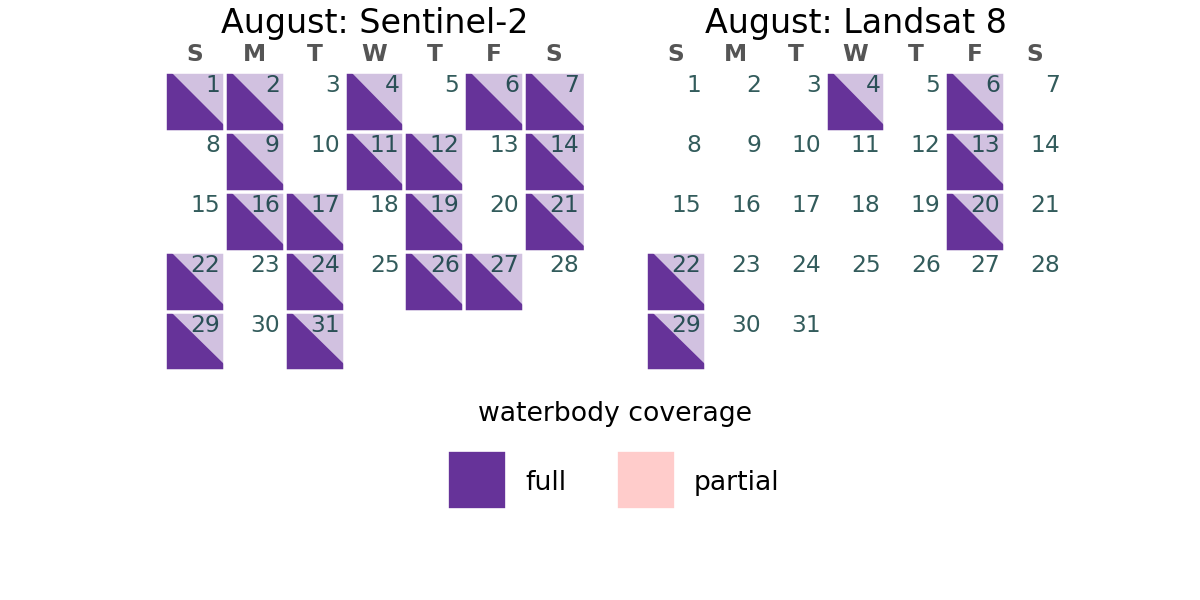 August: Sentinel-2
S M T W T F S
1 2 3 4 5 6 7
8 9 10 11 12 13 14
15 16 17 18 19 20 21
22 23 24 25 26 27 28
29 30 31
August: Landsat 8
S M T W T F S
1 2 3 4 5 6 7
8 9 10 11 12 13 14
15 16 17 18 19 20 21
22 23 24 25 26 27 28
29 30 31
waterbody coverage
full
partial